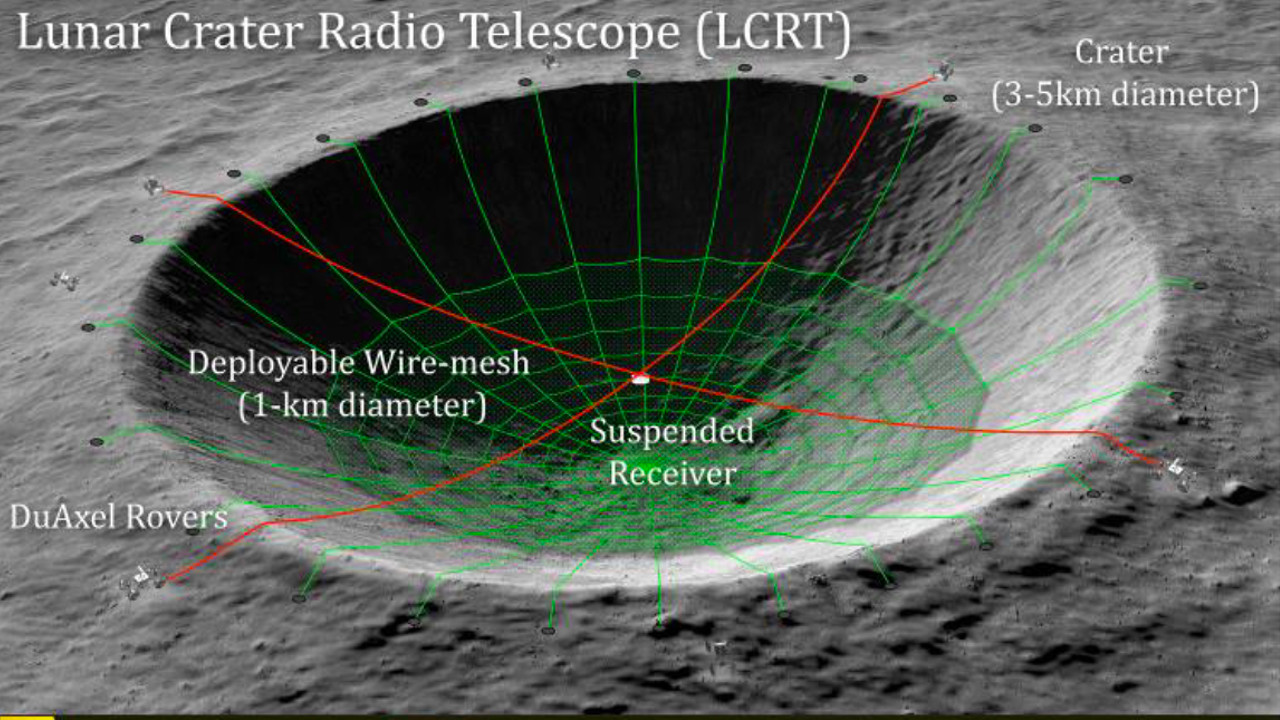 Lunar Crater Radio Telescope (LCRT)
Crater
(3-5km diameter)
Deployable Wire-mesh
(1-km diameter)
Suspended
Receiver
DuAxel Rovers